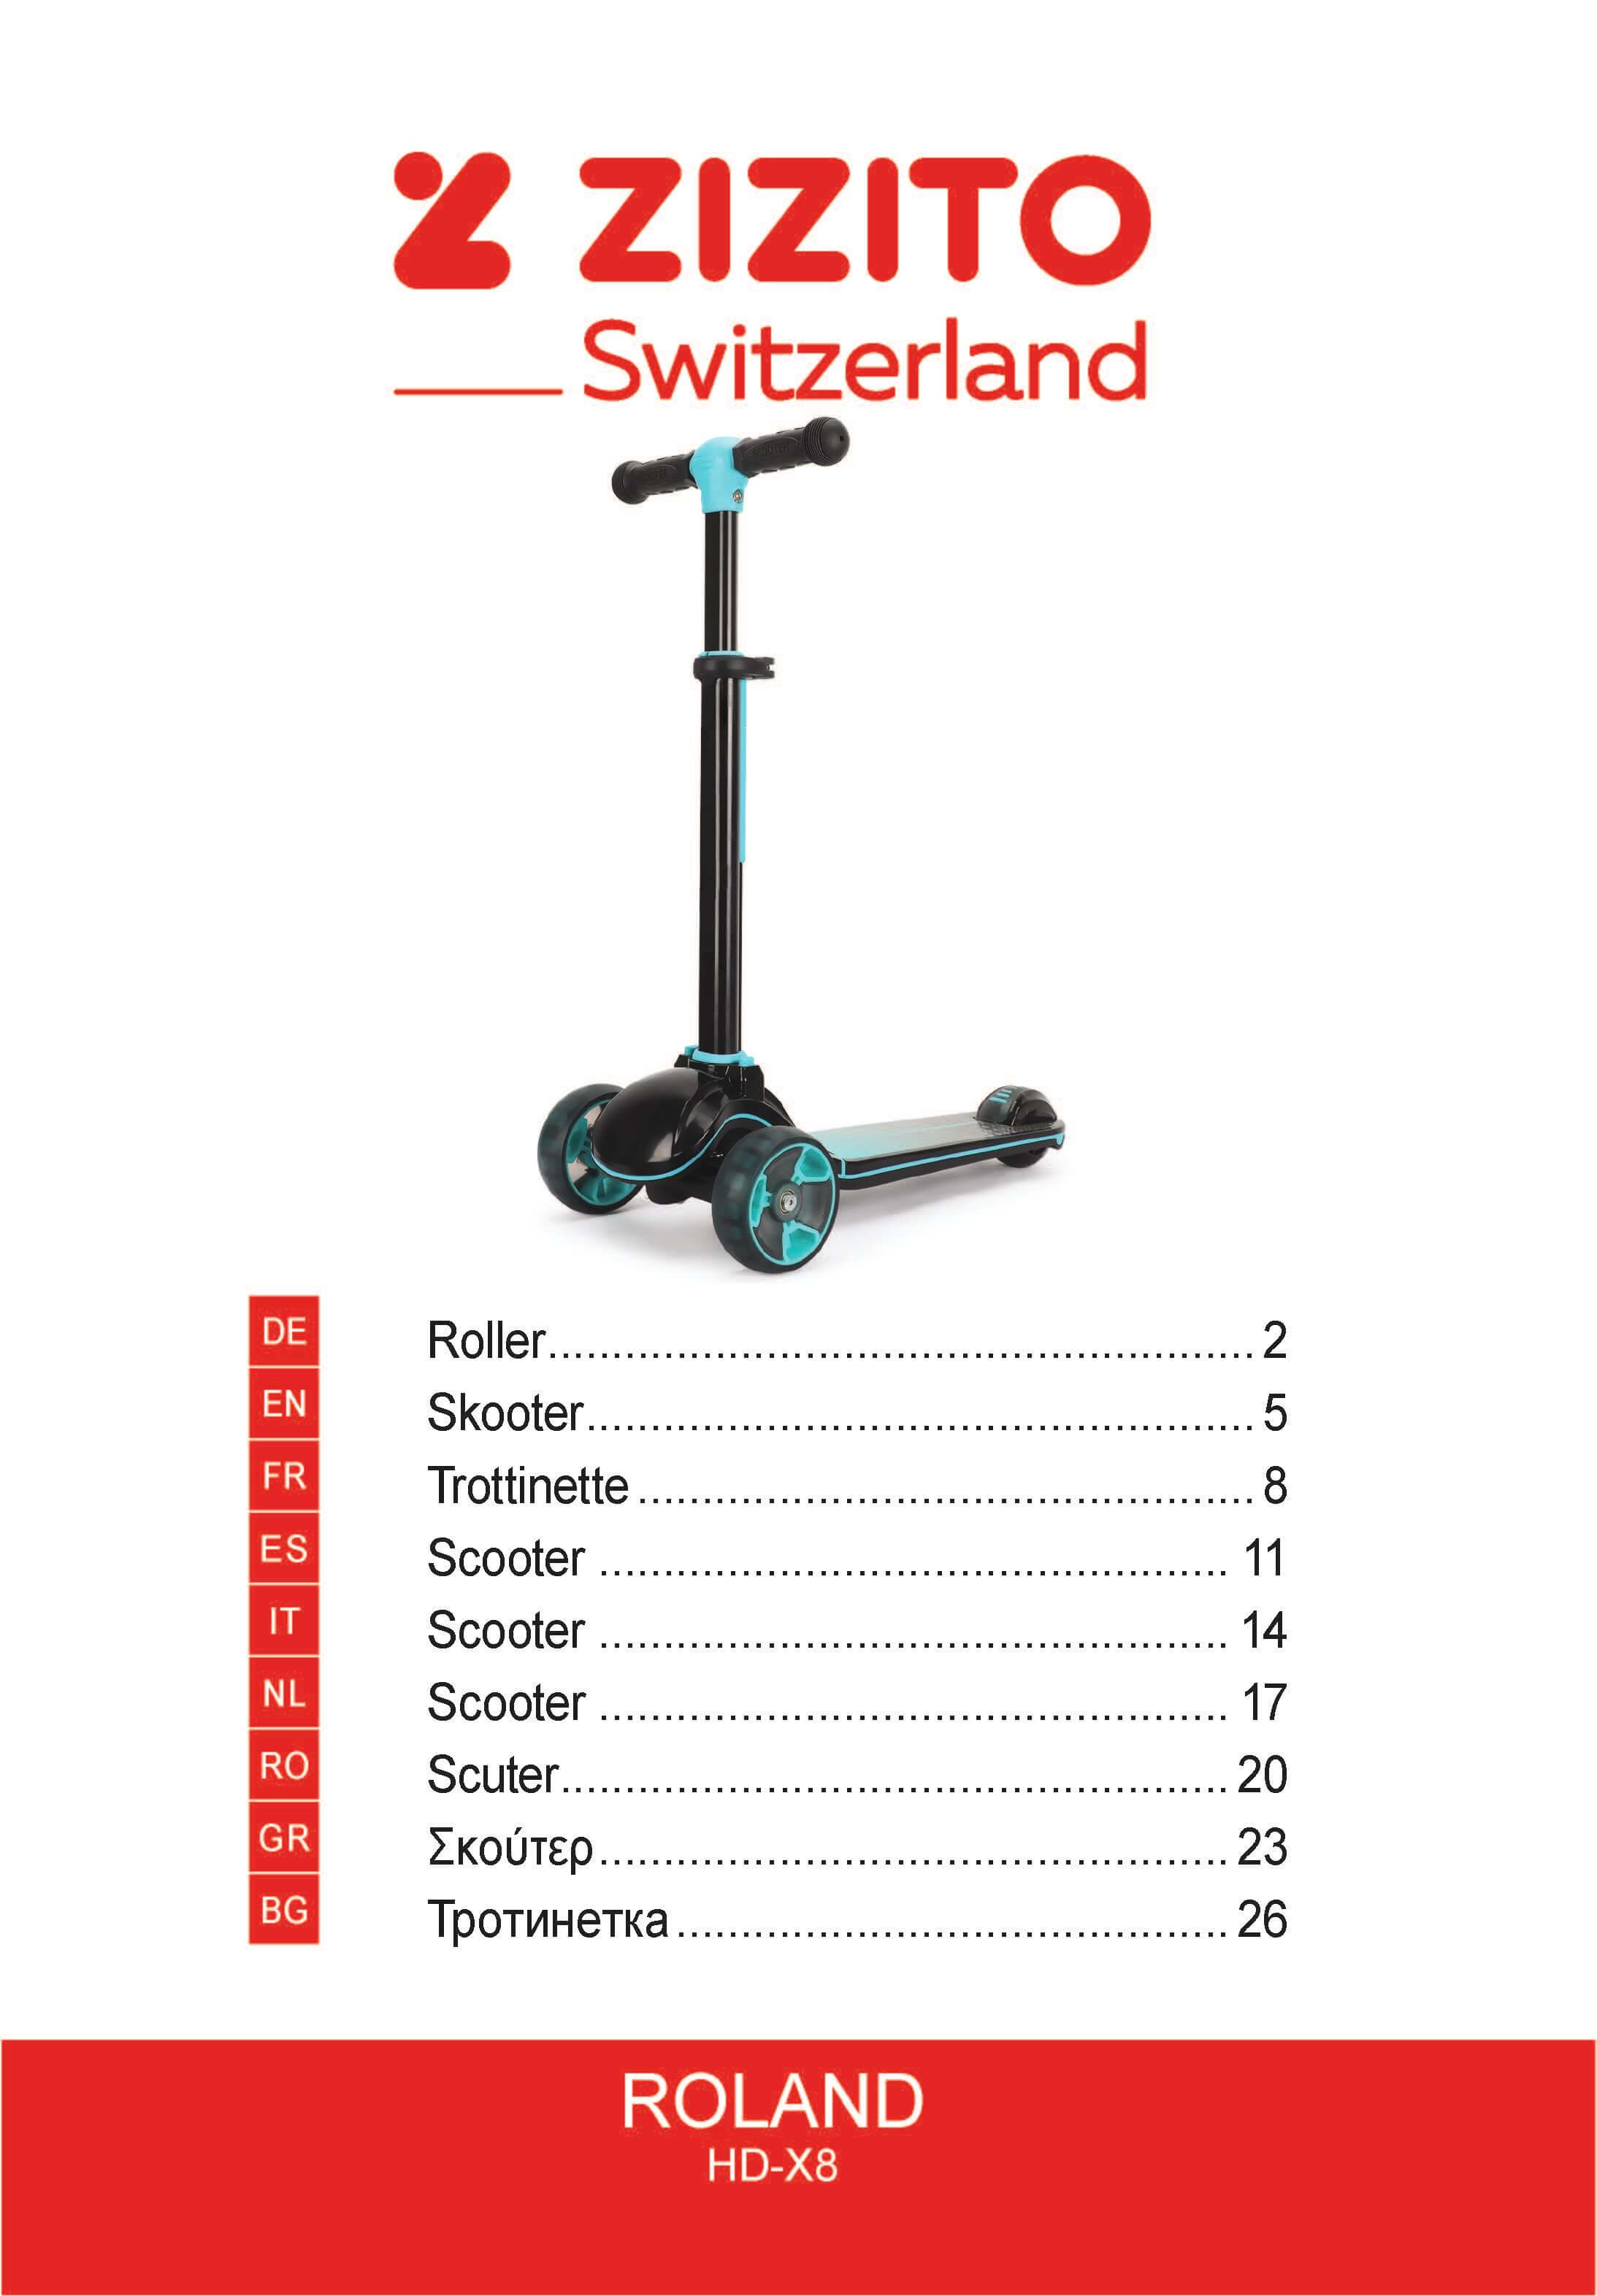 ZIZITO
Switzerland
DE Roller 2
EN Skooter 5
FR Trottinette 8
ES Scooter 11
IT Scooter 14
NL Scooter 17
RO Scuter 20
GR Σκούτερ 23
BG Тротинетка 26
ROLAND
HD-X8